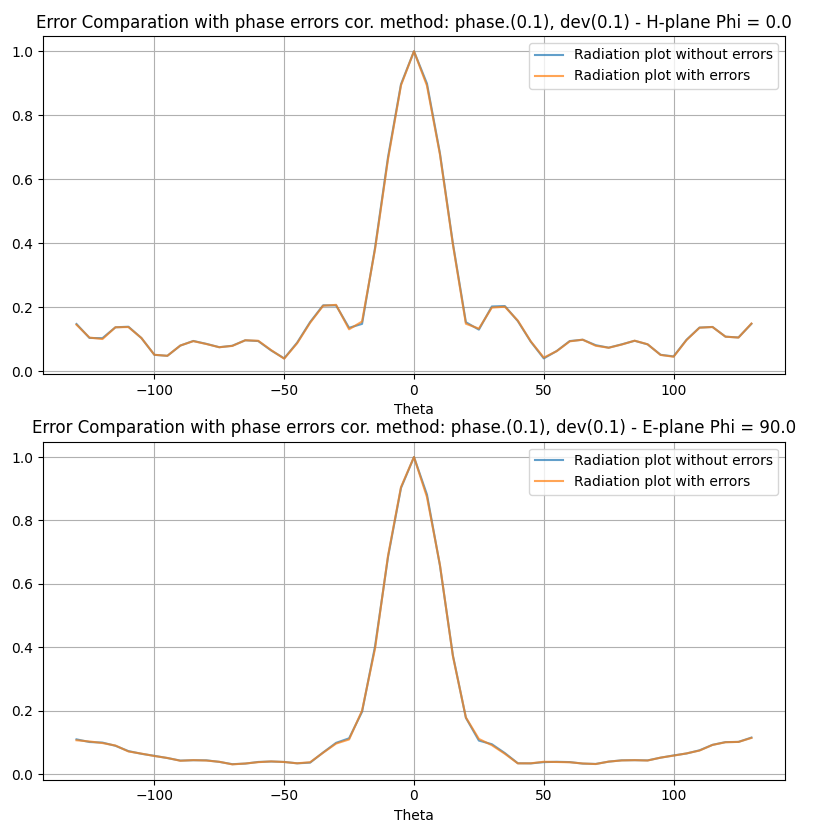 Error Comparation with phase errors cor. method: phase.(0.1), dev(0.1) - H-plane Phi = 0.0
Radiation plot without errors
Radiation plot with errors
1.0
0.8
0.6
0.4
0.2
0.0
−100
−50
0
50
100
Theta
Error Comparation with phase errors cor. method: phase.(0.1), dev(0.1) - E-plane Phi = 90.0
Radiation plot without errors
Radiation plot with errors
1.0
0.8
0.6
0.4
0.2
0.0
−100
−50
0
50
100
Theta